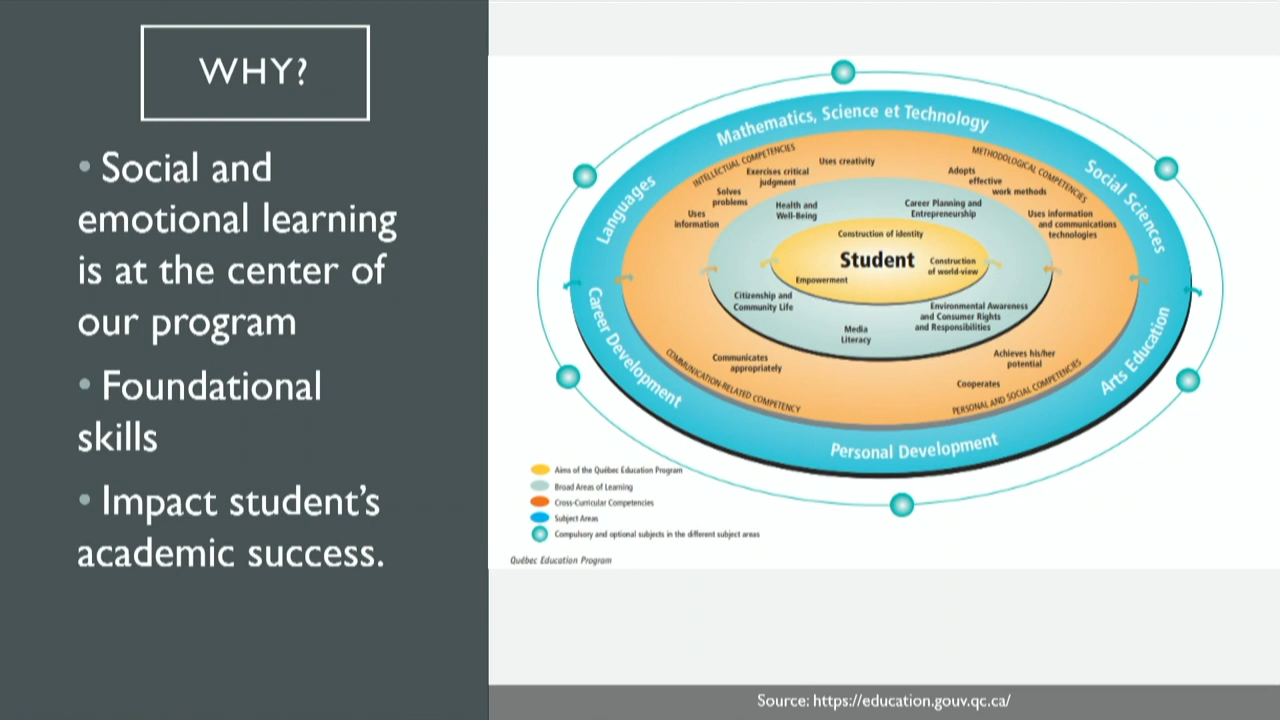 WHY?
• Social and
emotional learning
is at the center of
our program
• Foundational
skills
• Impact student’s
academic success.
Mathematics, Science et Technology
Languages
Social Sciences
Career Development
Arts Education
Personal Development
INTELLECTUAL COMPETENCIES
METHODOLOGICAL COMPETENCIES
COMMUNICATION-RELATED COMPETENCY
PERSONAL AND SOCIAL COMPETENCIES
Uses creativity
Exercises critical
judgment
Solves
problems
Uses
information
Adopts
effective
work methods
Uses information
and communications
technologies
Health and
Well-Being
Career Planning and
Entrepreneurship
Construction of identity
Student
Construction
of world-view
Empowerment
Citizenship and
Community Life
Environmental Awareness
and Consumer Rights
and Responsibilities
Media
Literacy
Communicates
appropriately
Achieves his/her
potential
Cooperates
Aims of the Québec Education Program
Broad Areas of Learning
Cross-Curricular Competencies
Subject Areas
Compulsory and optional subjects in the different subject areas
Québec Education Program
Source: https://education.gouv.qc.ca/